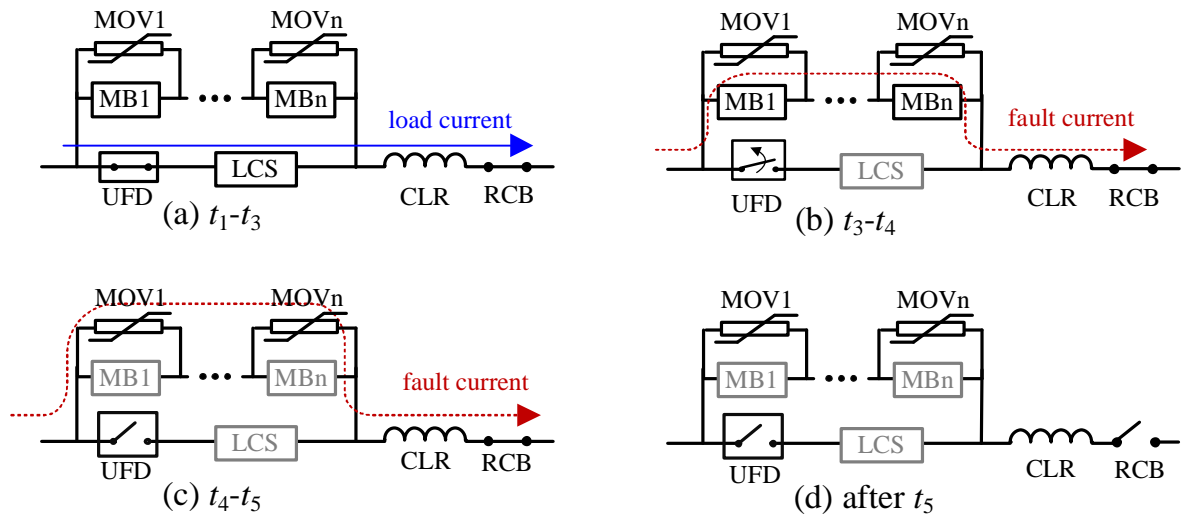 MOV1 MOVn
MB1 MBn
load current
LCS
UFD CLR RCB
(a) t1-t3
MOV1 MOVn
MB1 MBn
fault current
LCS
UFD CLR RCB
(b) t3-t4
MOV1 MOVn
MB1 MBn
fault current
LCS
UFD CLR RCB
(c) t4-t5
MOV1 MOVn
MB1 MBn
LCS
UFD CLR RCB
(d) after t5